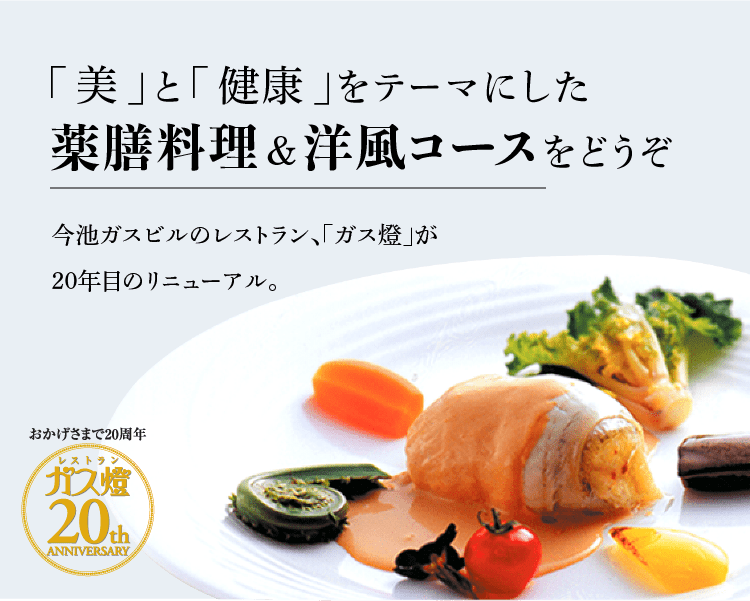 「美」と「健康」をテーマにした
薬膳料理&洋風コースをどうぞ
今池ガスビルのレストラン、「ガス燈」が
20年目のリニューアル。
おかげさまで20周年
レストラン
ガス燈
20th
ANNIVERSARY